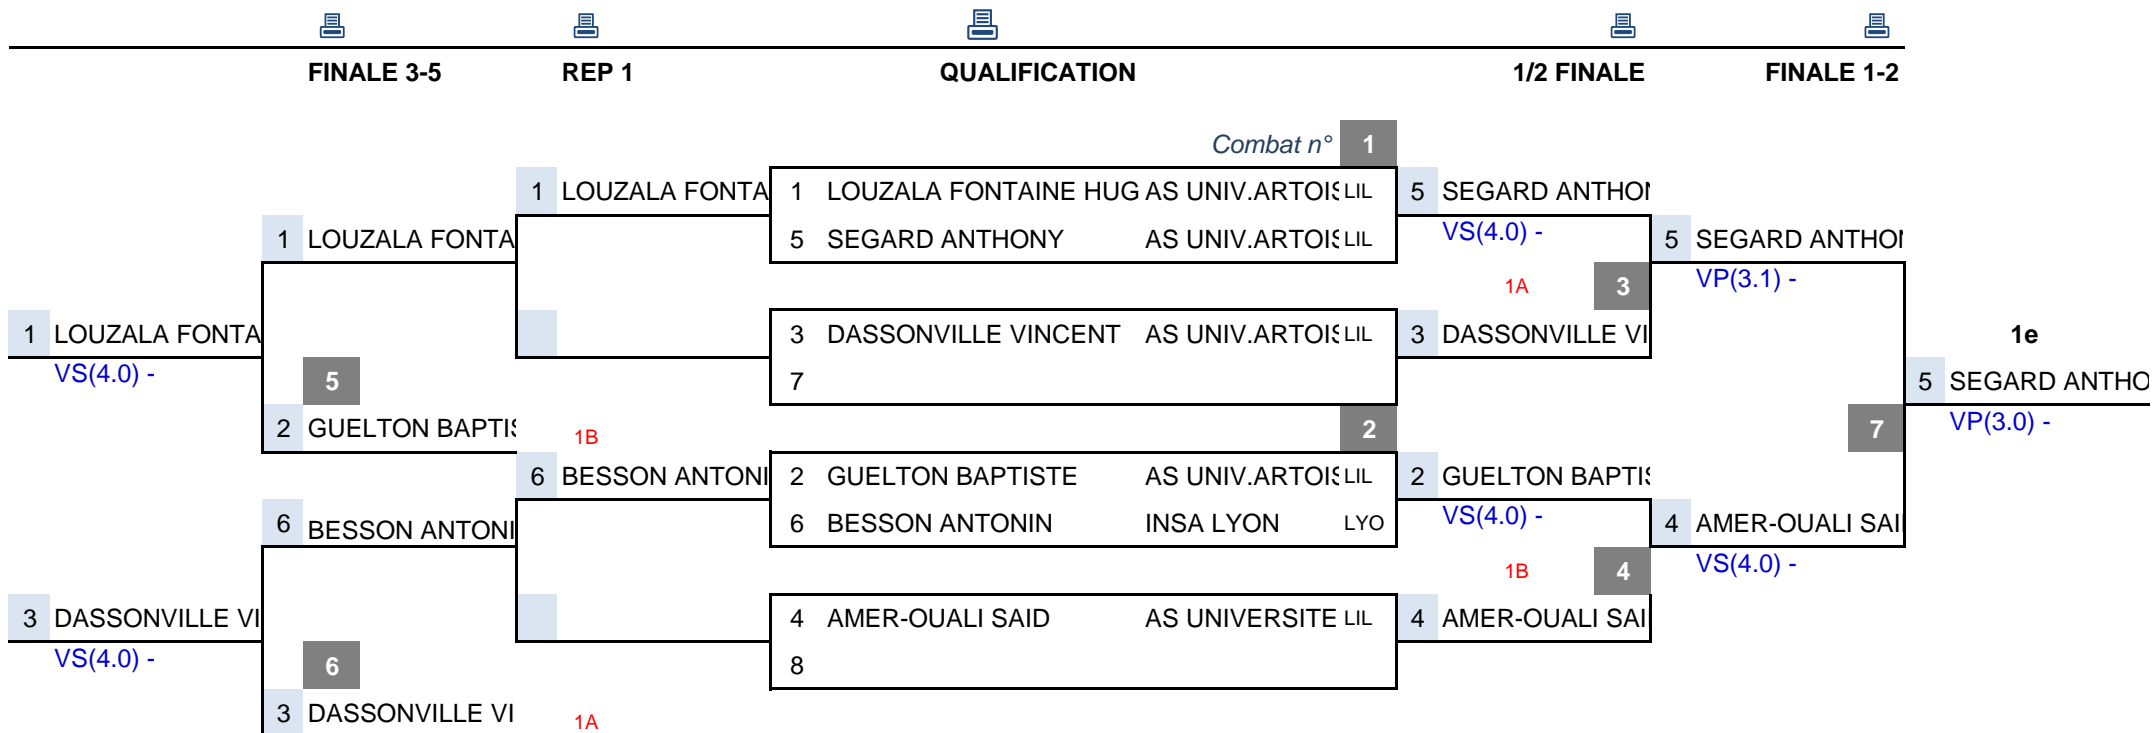 FINALE 3-5 REP 1 QUALIFICATION 1/2 FINALE FINALE 1-2
Combat n° 1
1 LOUZALA FONTA 1 LOUZALA FONTAINE HUG AS UNIV.ARTOIS LIL 5 SEGARD ANTHON
1 LOUZALA FONTA 5 SEGARD ANTHONY AS UNIV.ARTOIS LIL VS(4.0) - 5 SEGARD ANTHON
1A 3 VP(3.1) -
1 LOUZALA FONTA 3 DASSONVILLE VINCENT AS UNIV.ARTOIS LIL 3 DASSONVILLE VI 1e
VS(4.0) - 5 7 5 SEGARD ANTHO
2 GUELTON BAPTIS 1B 2 7 VP(3.0) -
6 BESSON ANTONI 2 GUELTON BAPTISTE AS UNIV.ARTOIS LIL 2 GUELTON BAPTIS
6 BESSON ANTONI 6 BESSON ANTONIN INSA LYON LYO VS(4.0) - 4 AMER-OUALI SAI
1B 4 VS(4.0) -
3 DASSONVILLE VI 4 AMER-OUALI SAID AS UNIVERSITE LIL 4 AMER-OUALI SAI
VS(4.0) - 6 8
3 DASSONVILLE VI 1A